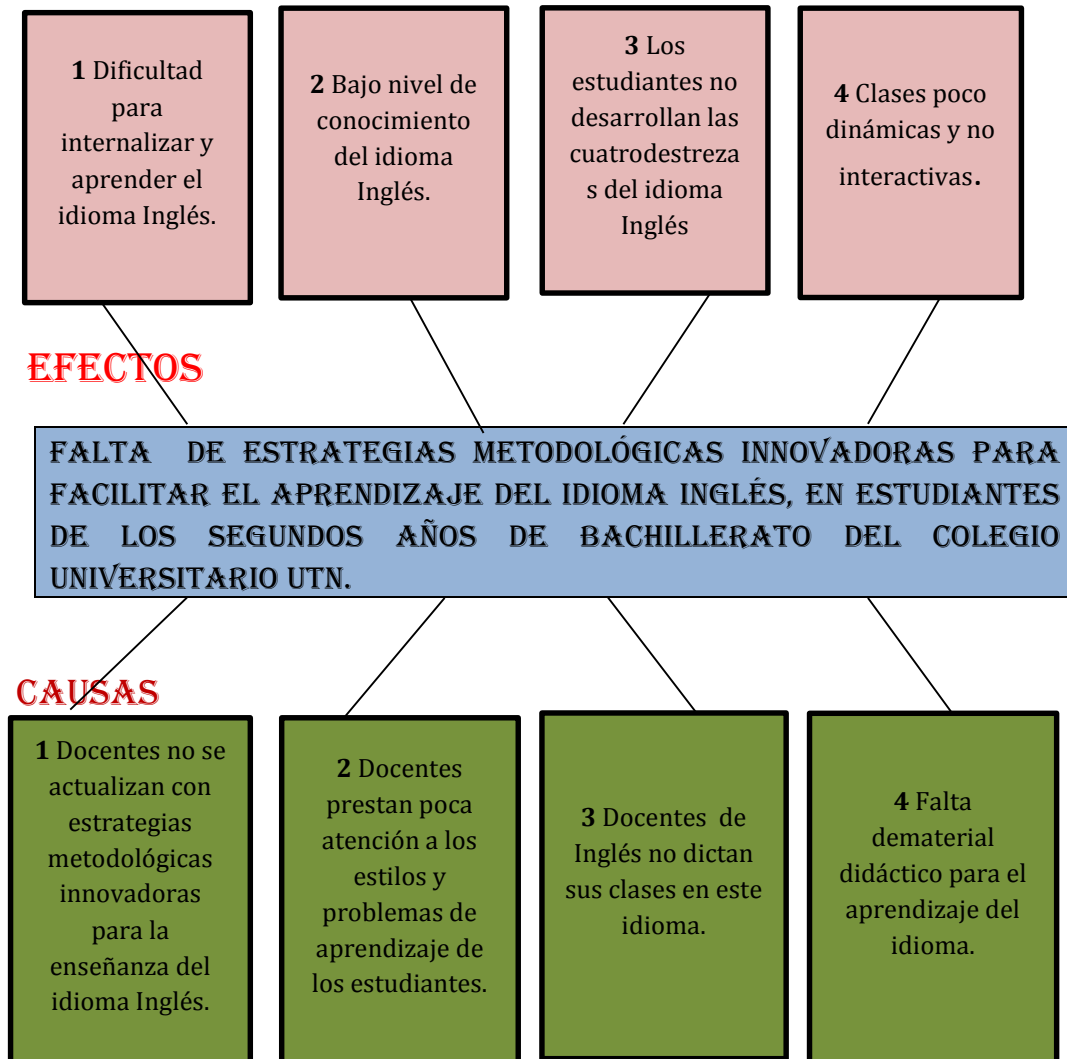 1 Dificultad
para
internalizar y
aprender el
idioma Inglés.
2 Bajo nivel de
conocimiento
del idioma
Inglés.
3 Los
estudiantes no
desarrollan las
cuatrodestreza
s del idioma
Inglés
4 Clases poco
dinámicas y no
interactivas.
EFECTOS
FALTA DE ESTRATEGIAS METODOLÓGICAS INNOVADORAS PARA
FACILITAR EL APRENDIZAJE DEL IDIOMA INGLÉS, EN ESTUDIANTES
DE LOS SEGUNDOS AÑOS DE BACHILLERATO DEL COLEGIO
UNIVERSITARIO UTN.
CAUSAS
1 Docentes no se
actualizan con
estrategias
metodológicas
innovadoras
para la
enseñanza del
idioma Inglés.
2 Docentes
prestan poca
atención a los
estilos y
problemas de
aprendizaje de
los estudiantes.
3 Docentes de
Inglés no dictan
sus clases en este
idioma.
4 Falta
dematerial
didáctico para el
aprendizaje del
idioma.